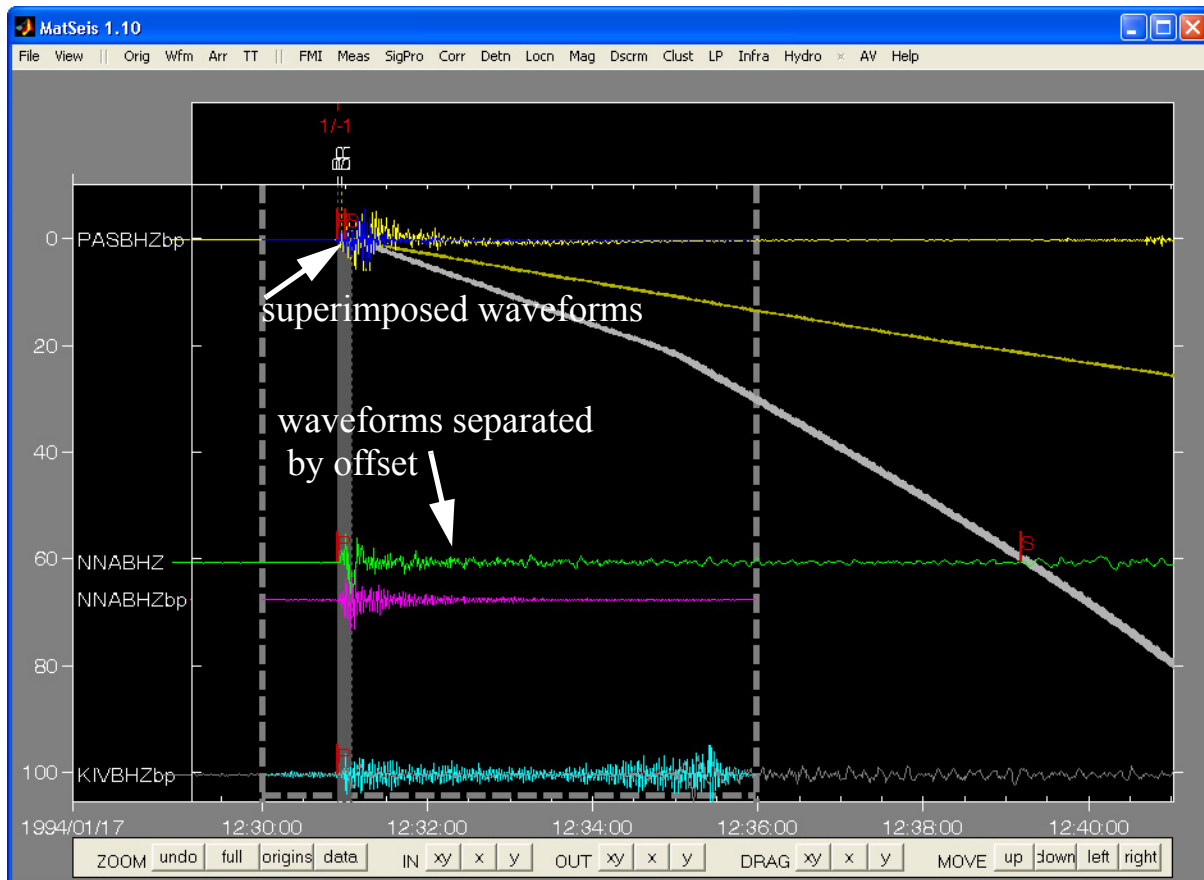 MatSeis 1.10
File View || Orig Wfm Arr TT || FMI Meas SigPro Corr Detn Locn Mag Dscrm Clust LP Infra Hydro × AV Help
1/-1
S
0 PASBHZbp
superimposed waveforms
20
waveforms separated
by offset
40
60 NNABHZ
S
NNABHZbp
80
100 KIVBHZbp
1994/01/17 12:30:00 12:32:00 12:34:00 12:36:00 12:38:00 12:40:00
ZOOM undo full origins data IN xy x y OUT xy x y DRAG xy x y MOVE up down left right